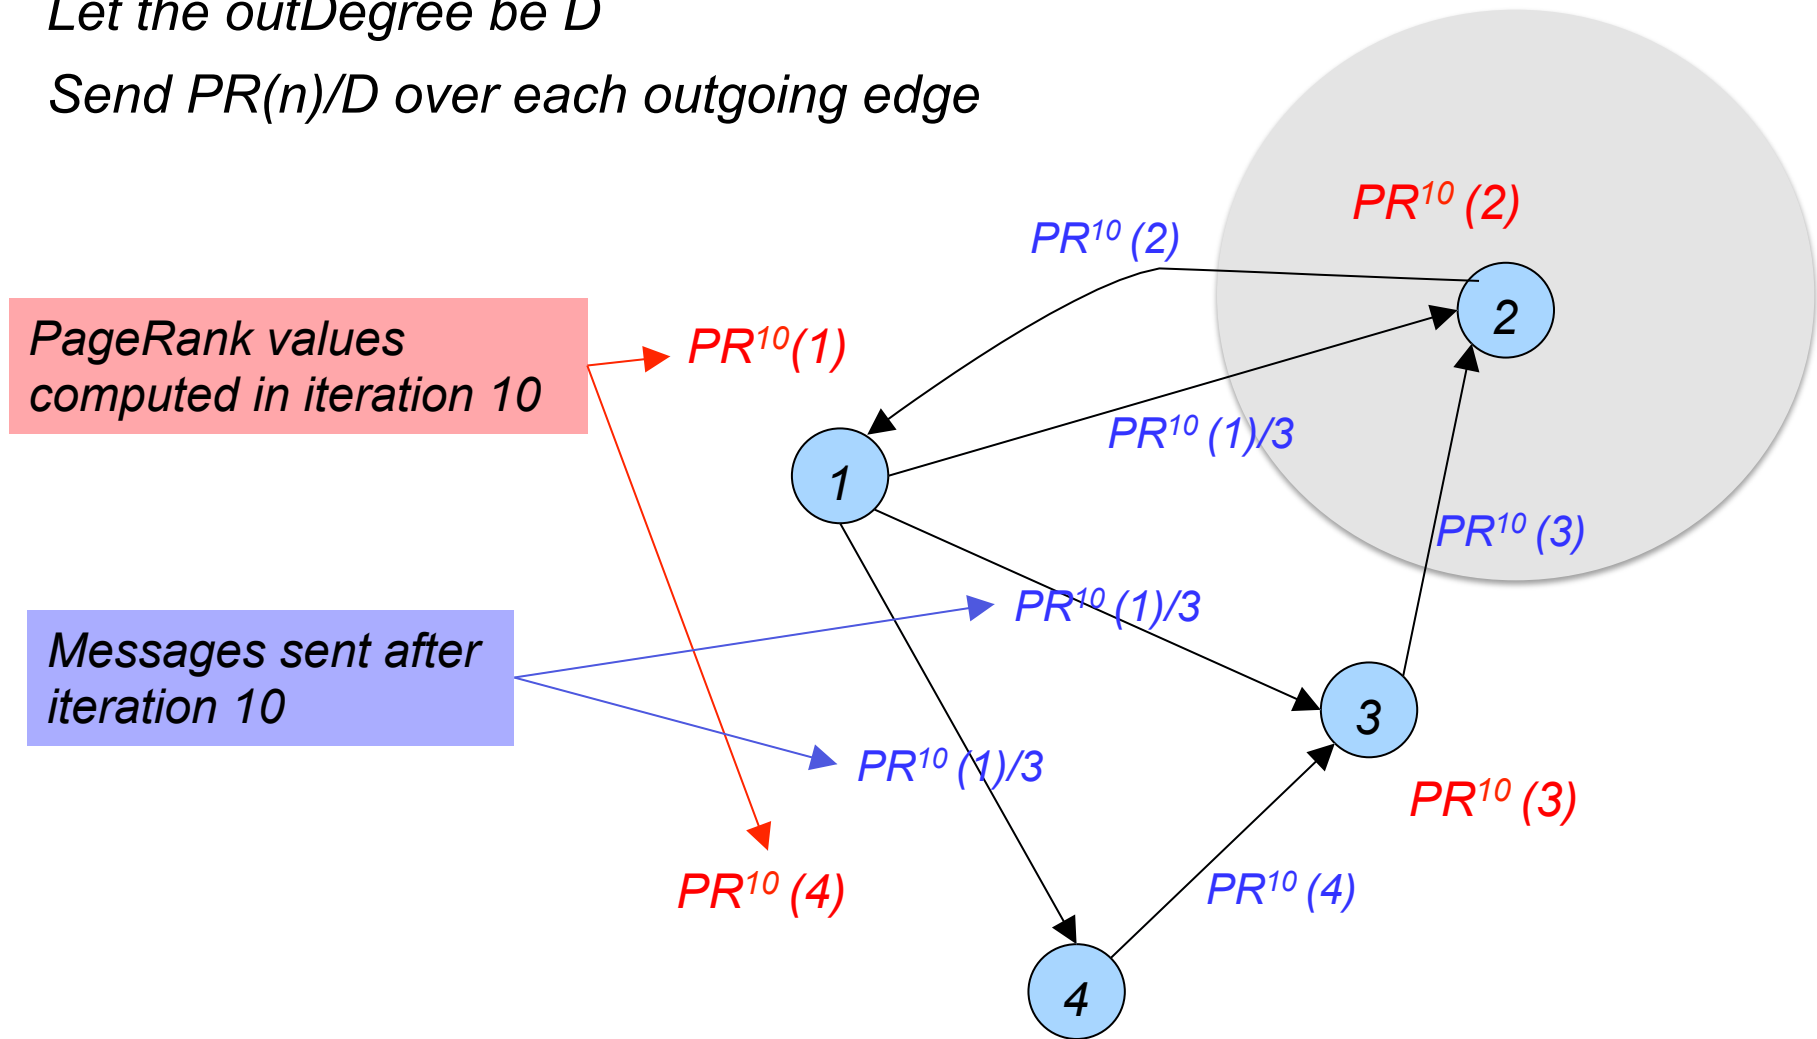 Let the outDegree be D
Send PR(n)/D over each outgoing edge
PR¹⁰ (2)
PR¹⁰ (2)
2
PageRank values
computed in iteration 10
PR¹⁰(1)
PR¹⁰ (1)/3
1
PR¹⁰ (3)
PR¹⁰ (1)/3
Messages sent after
iteration 10
3
PR¹⁰ (1)/3
PR¹⁰ (3)
PR¹⁰ (4)
PR¹⁰ (4)
4